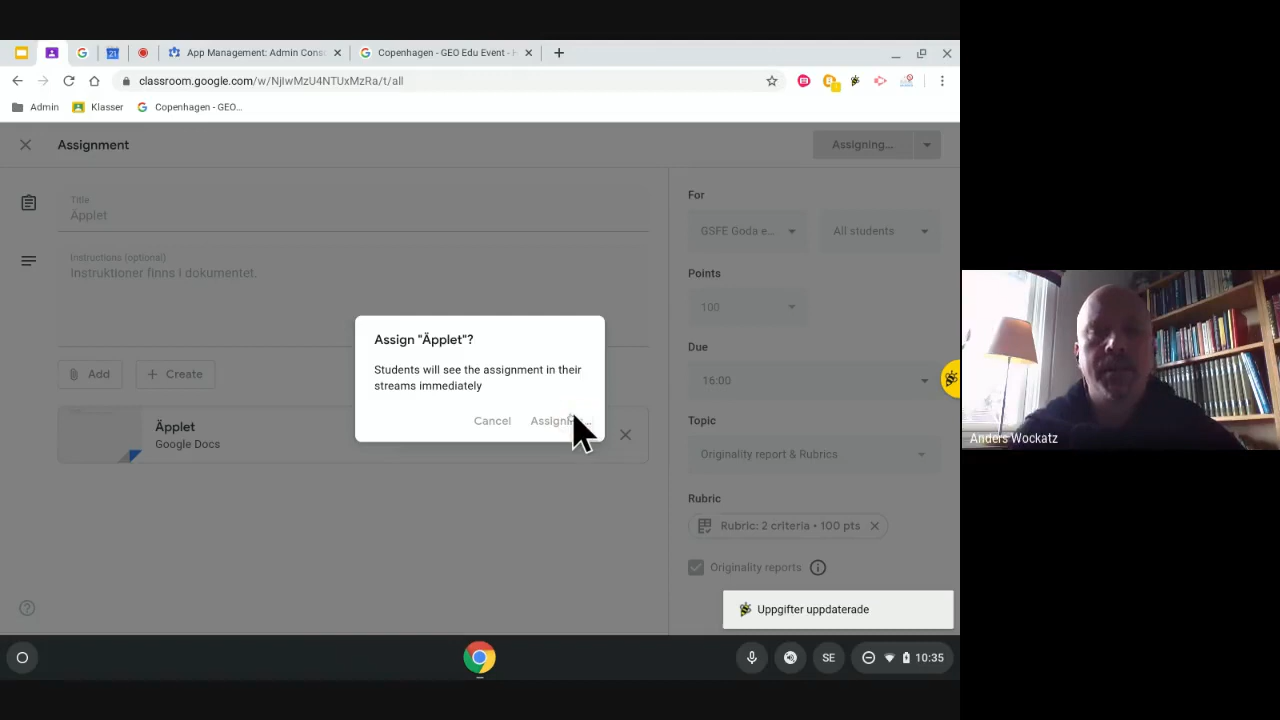 App Management: Admin Cons
Copenhagen - GEO Edu Event - H
classroom.google.com/w/NjIwMzU4NTUxMzRa/t/all
Admin
Klasser
Copenhagen - GEO...
Assignment
Assigning...
Title
Äpplet
Instructions (optional)
Instruktioner finns i dokumentet.
Add
Create
Äpplet
Google Docs
Assign "Äpplet"?
Students will see the assignment in their
streams immediately
Cancel
For
GSFE Goda e...
All students
Points
100
Due
16:00
Topic
Originality report & Rubrics
Rubric
Rubric: 2 criteria • 100 pts
Originality reports
Uppgifter uppdaterade
SE
10:35
Anders Wockatz